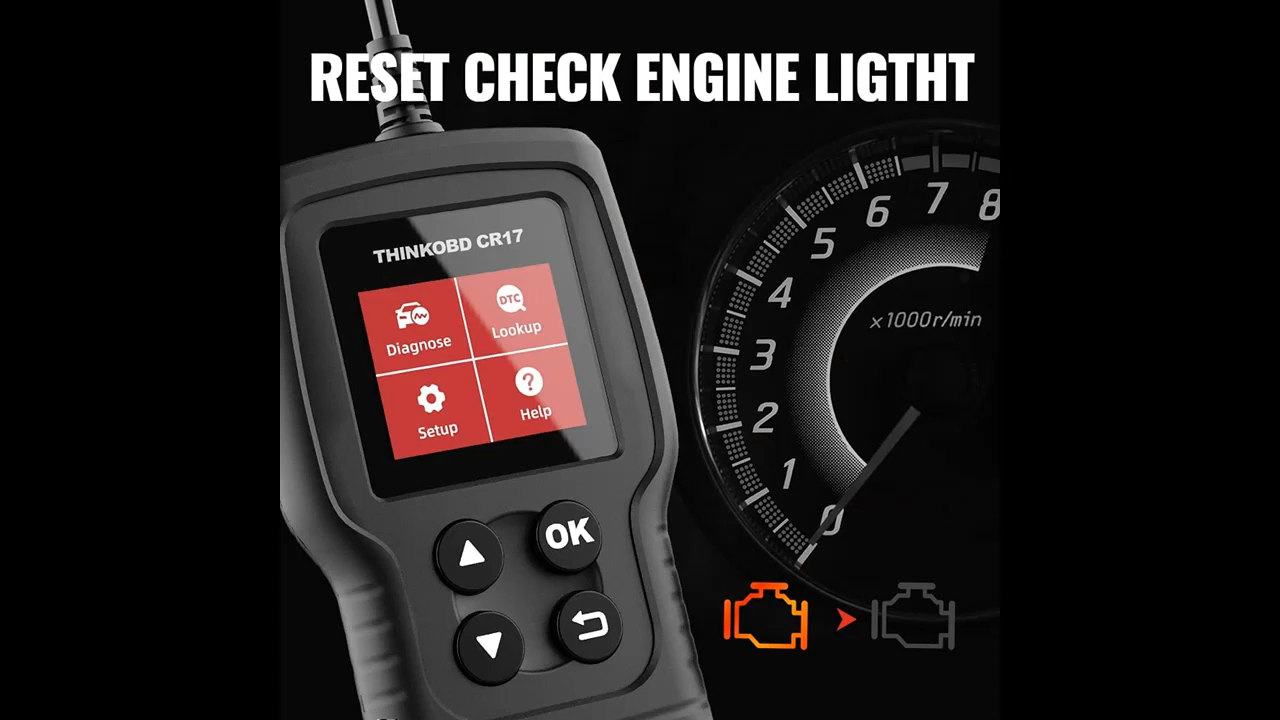 RESET CHECK ENGINE LIGTHT
THINKOBD CR17
Diagnose
DTC
Lookup
Setup
?
Help
OK
8
7
6
5
4
3
2
1
0
x1000r/min